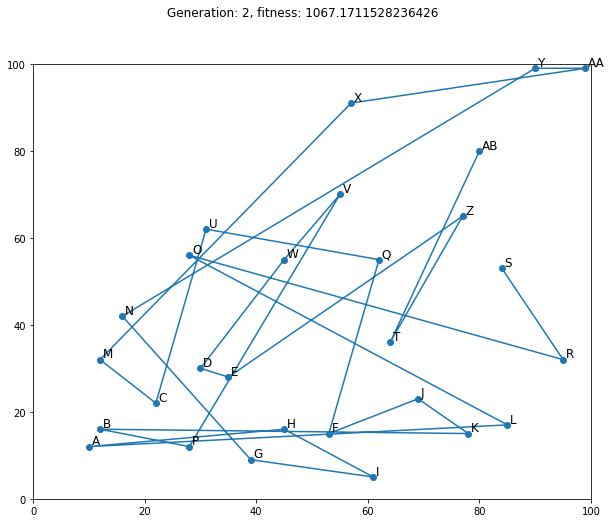 Generation: 2, fitness: 1067.1711528236426
100
Y
AA
X
80
AB
V
Z
60
U
O
W
Q
S
40
N
T
M
D
E
R
20
C
J
B
H
F
L
K
A
P
G
I
0
0
20
40
60
80
100